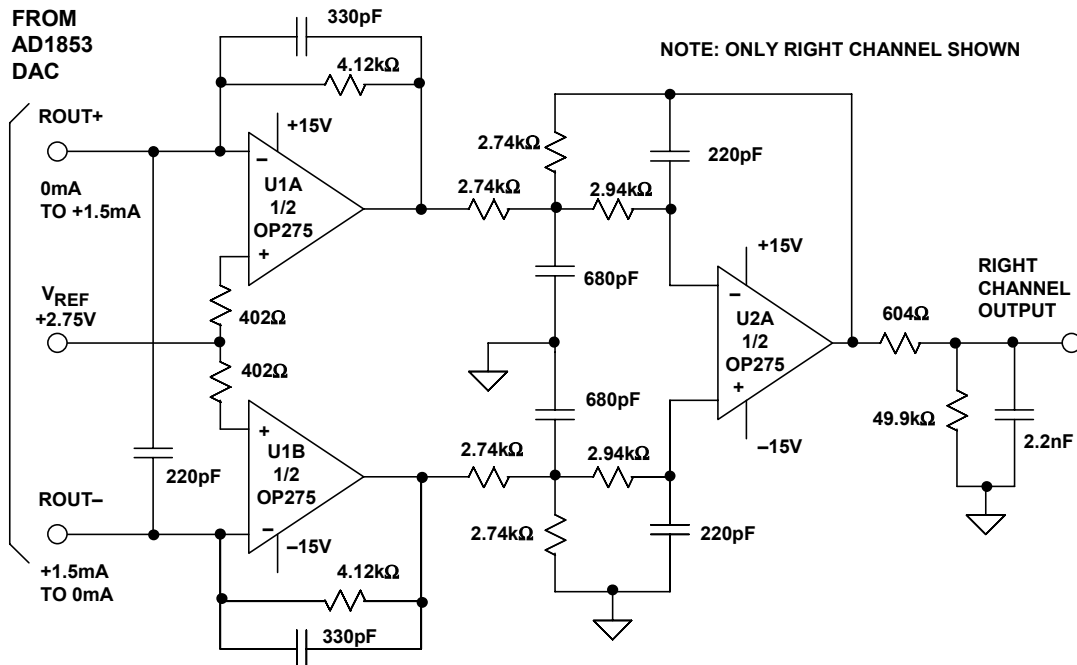 FROM
AD1853
DAC
330pF
4.12kΩ
NOTE: ONLY RIGHT CHANNEL SHOWN
ROUT+
0mA
TO +1.5mA
+15V
−
U1A
1/2
OP275
+
2.74kΩ
220pF
2.74kΩ
2.94kΩ
VREF
+2.75V
402Ω
402Ω
680pF
+15V
−
U2A
1/2
OP275
+
−15V
604Ω
RIGHT
CHANNEL
OUTPUT
49.9kΩ
2.2nF
680pF
220pF
+
U1B
1/2
OP275
−
−15V
2.74kΩ
2.94kΩ
2.74kΩ
220pF
ROUT−
+1.5mA
TO 0mA
4.12kΩ
330pF